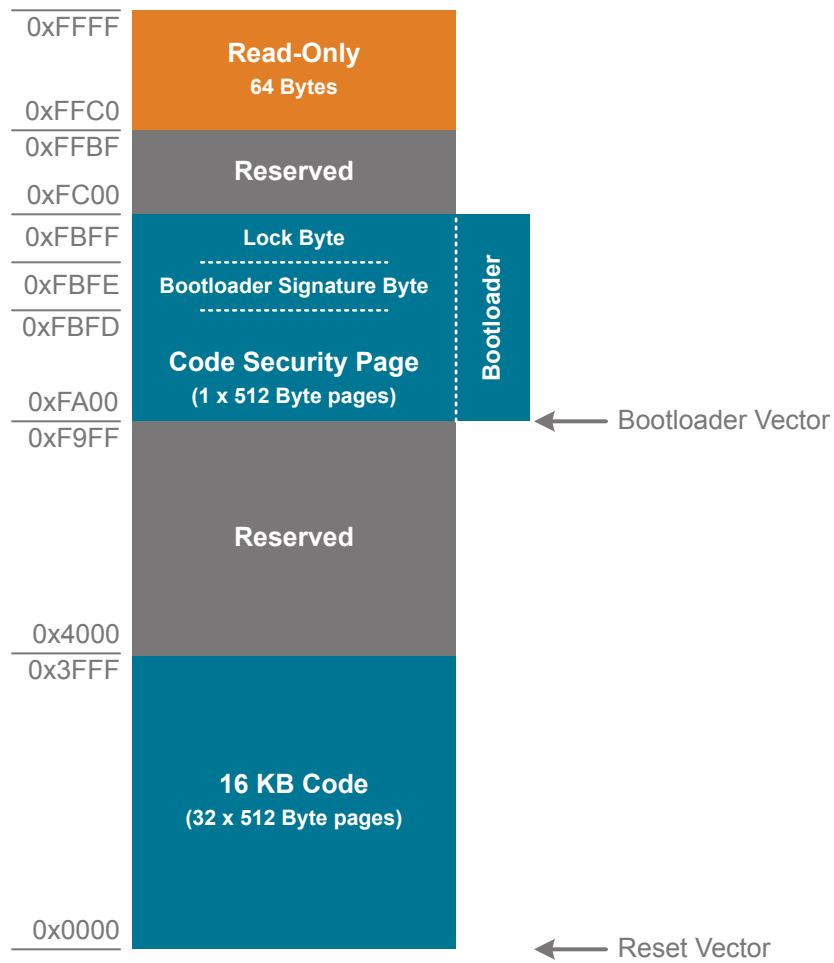 0xFFFF
Read-Only
64 Bytes
0xFFC0
0xFFBF
Reserved
0xFC00
0xFBFF
Lock Byte
0xFBFE
Bootloader Signature Byte
0xFBFD
Bootloader
Code Security Page
(1 x 512 Byte pages)
0xFA00
Bootloader Vector
0xF9FF
Reserved
0x4000
0x3FFF
16 KB Code
(32 x 512 Byte pages)
0x0000
Reset Vector